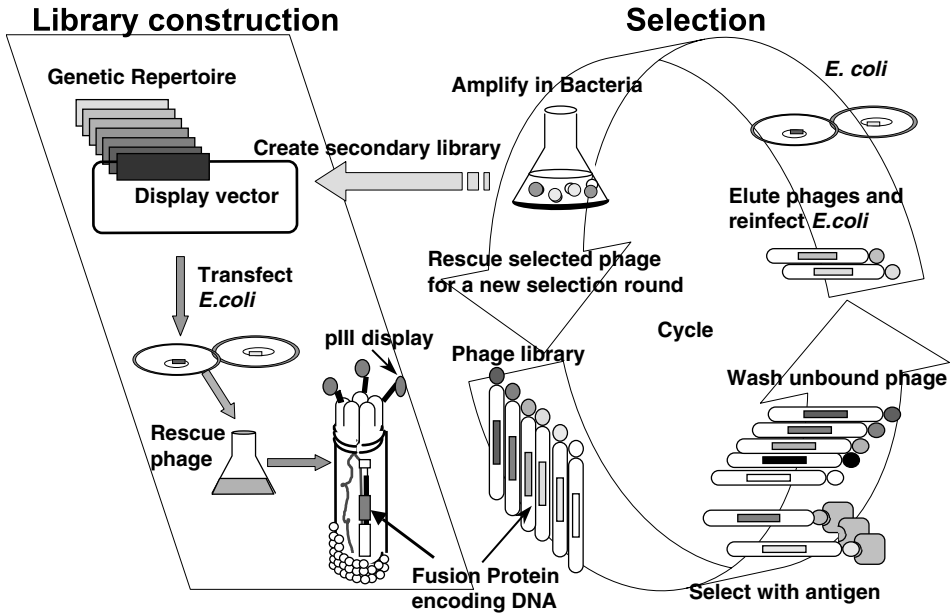 Library construction
Genetic Repertoire
Display vector
Create secondary library
Transfect
E.coli
Rescue
phage
pIII display
Fusion Protein
encoding DNA
Selection
Amplify in Bacteria
E. coli
Elute phages and
reinfect E.coli
Rescue selected phage
for a new selection round
Cycle
Phage library
Wash unbound phage
Select with antigen